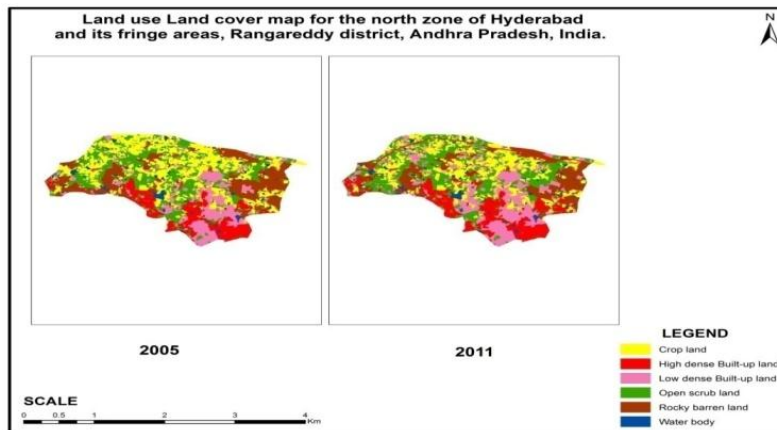 Land use Land cover map for the north zone of Hyderabad
and its fringe areas, Rangareddy district, Andhra Pradesh, India.
N
2005
2011
LEGEND
Crop land
High dense Built-up land
Low dense Built-up land
Open scrub land
Rocky barren land
Water body
SCALE
0 0.5 1 2 3 4
Km